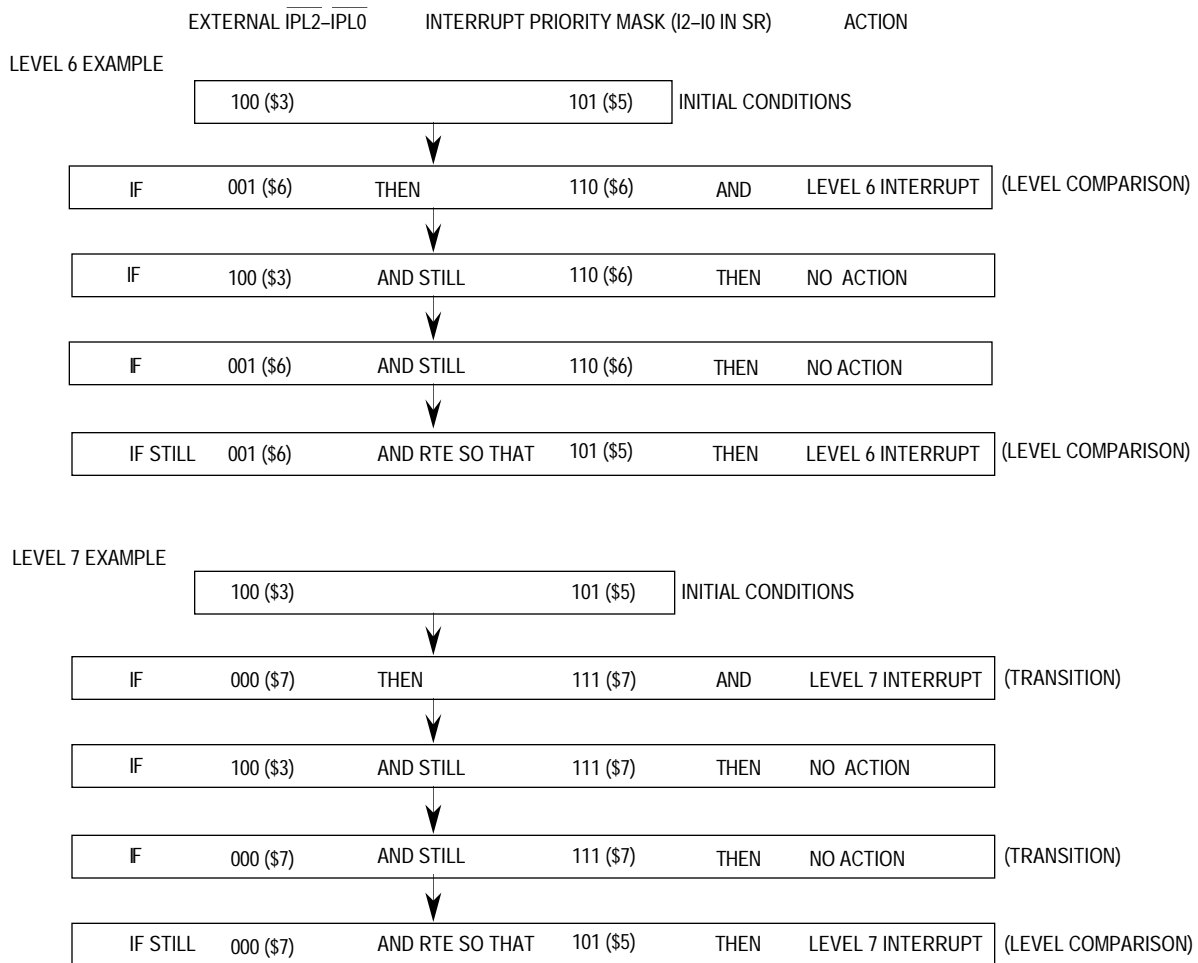 EXTERNAL IPL2–IPL0 INTERRUPT PRIORITY MASK (I2–I0 IN SR) ACTION
LEVEL 6 EXAMPLE
100 ($3) 101 ($5) INITIAL CONDITIONS
IF 001 ($6) THEN 110 ($6) AND LEVEL 6 INTERRUPT (LEVEL COMPARISON)
IF 100 ($3) AND STILL 110 ($6) THEN NO ACTION
IF 001 ($6) AND STILL 110 ($6) THEN NO ACTION
IF STILL 001 ($6) AND RTE SO THAT 101 ($5) THEN LEVEL 6 INTERRUPT (LEVEL COMPARISON)
LEVEL 7 EXAMPLE
100 ($3) 101 ($5) INITIAL CONDITIONS
IF 000 ($7) THEN 111 ($7) AND LEVEL 7 INTERRUPT (TRANSITION)
IF 100 ($3) AND STILL 111 ($7) THEN NO ACTION
IF 000 ($7) AND STILL 111 ($7) THEN NO ACTION (TRANSITION)
IF STILL 000 ($7) AND RTE SO THAT 101 ($5) THEN LEVEL 7 INTERRUPT (LEVEL COMPARISON)